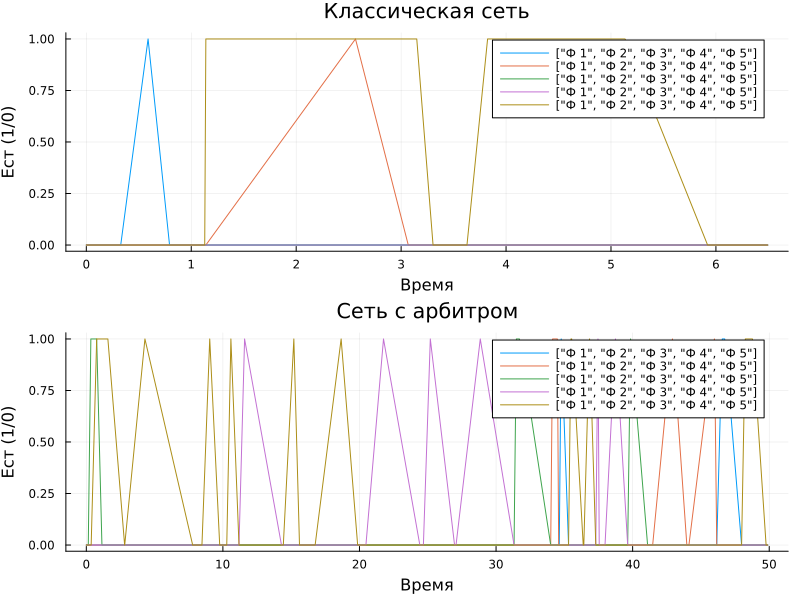 Классическая сеть
1.00
["Ф 1", "Ф 2", "Ф 3", "Ф 4", "Ф 5"]
["Ф 1", "Ф 2", "Ф 3", "Ф 4", "Ф 5"]
["Ф 1", "Ф 2", "Ф 3", "Ф 4", "Ф 5"]
["Ф 1", "Ф 2", "Ф 3", "Ф 4", "Ф 5"]
["Ф 1", "Ф 2", "Ф 3", "Ф 4", "Ф 5"]
0.75
Ест (1/0)
0.50
0.25
0.00
0 1 2 3 4 5 6
Время
Сеть с арбитром
1.00
["Ф 1", "Ф 2", "Ф 3", "Ф 4", "Ф 5"]
["Ф 1", "Ф 2", "Ф 3", "Ф 4", "Ф 5"]
["Ф 1", "Ф 2", "Ф 3", "Ф 4", "Ф 5"]
["Ф 1", "Ф 2", "Ф 3", "Ф 4", "Ф 5"]
["Ф 1", "Ф 2", "Ф 3", "Ф 4", "Ф 5"]
0.75
Ест (1/0)
0.50
0.25
0.00
0 10 20 30 40 50
Время